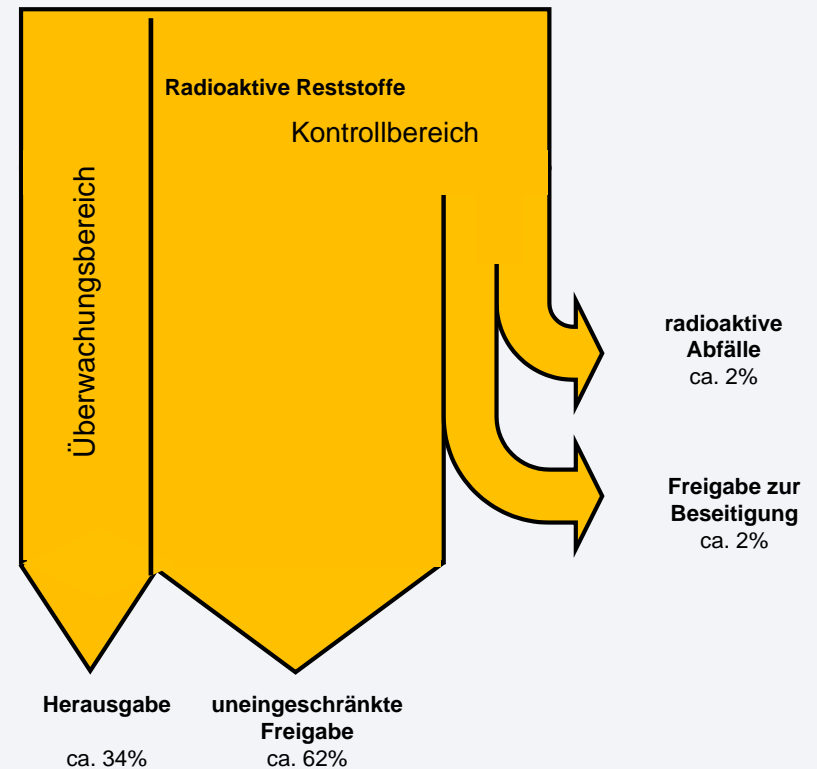 Radioaktive Reststoffe
Kontrollbereich
Überwachungsbereich
radioaktive
Abfälle
ca. 2%
Freigabe zur
Beseitigung
ca. 2%
Herausgabe
ca. 34%
uneingeschränkte
Freigabe
ca. 62%